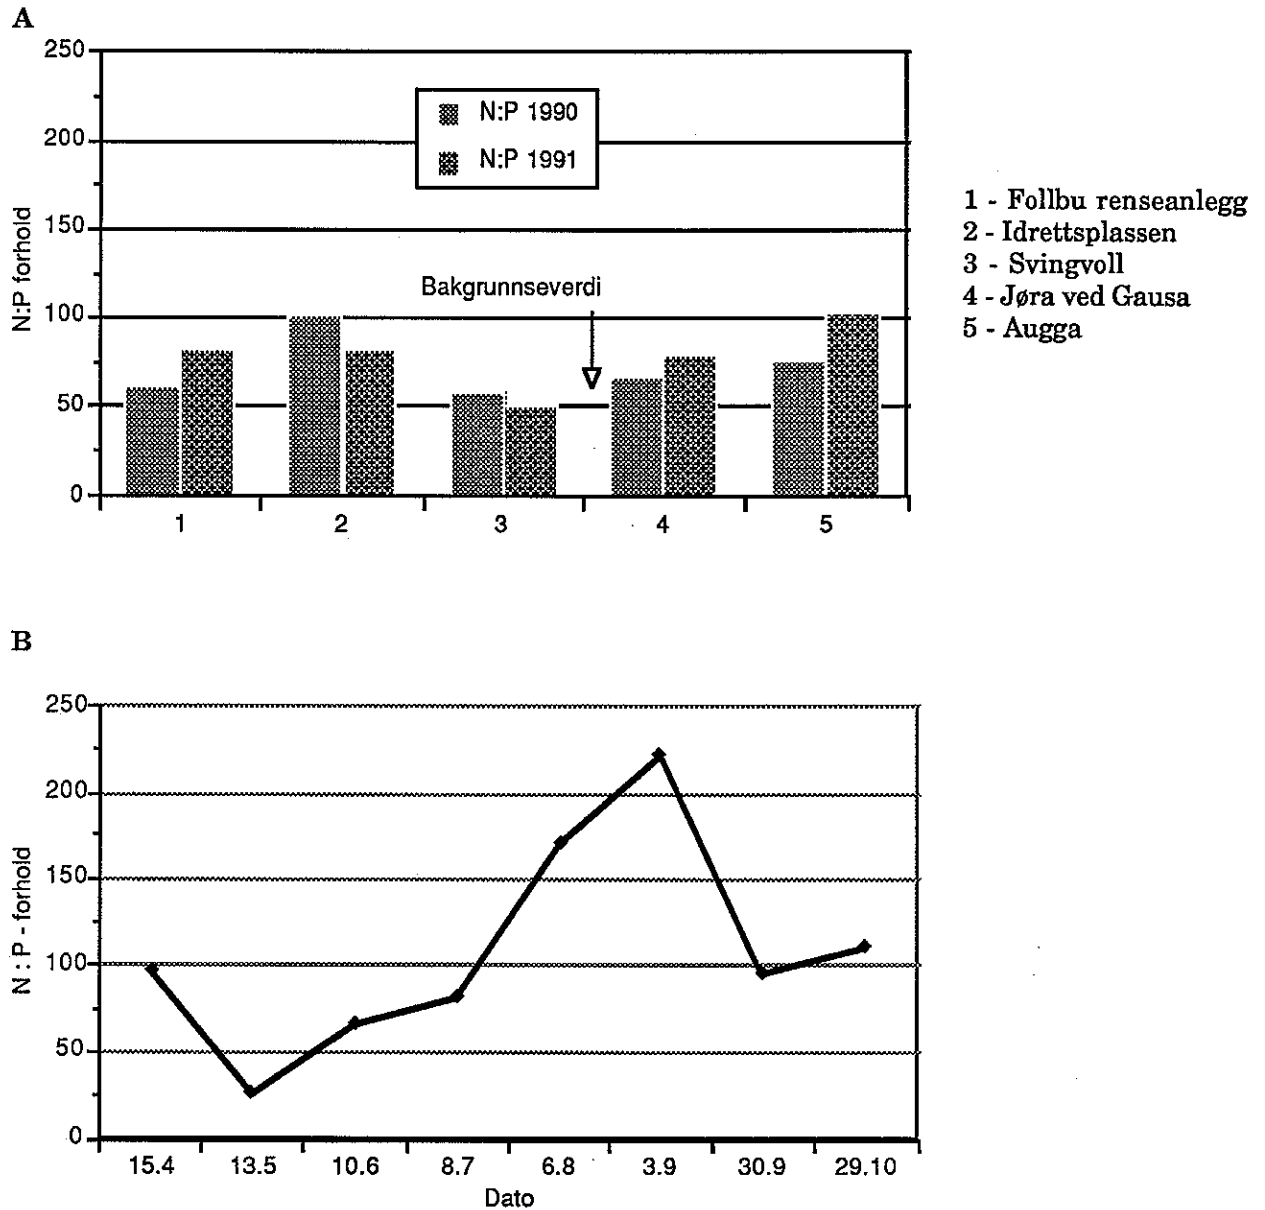 A
250
200
150
100
50
0
N:P forhold
N:P 1990
N:P 1991
Bakgrunnseverdi
1 2 3 4 5
1 - Follbu renseanlegg
2 - Idrettsplassen
3 - Svingvoll
4 - Jøra ved Gausa
5 - Augga
B
250
200
150
100
50
0
N : P - forhold
15.4 13.5 10.6 8.7 6.8 3.9 30.9 29.10
Dato